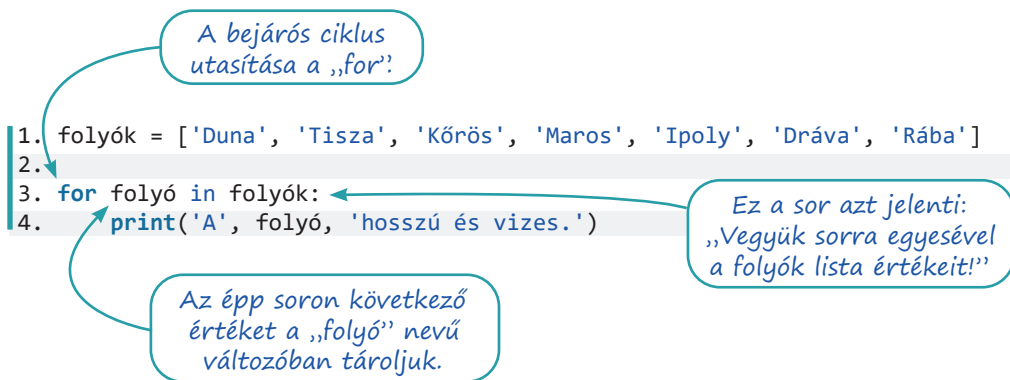 A bejárós ciklus
utasítása a „for”.
1. folyók = ['Duna', 'Tisza', 'Kőrös', 'Maros', 'Ipoly', 'Dráva', 'Rába']
2.
3. for folyó in folyók:
4.     print('A', folyó, 'hosszú és vizes.')
Ez a sor azt jelenti:
„Vegyük sorra egyesével
a folyók lista értékeit!”
Az épp soron következő
értéket a „folyó” nevű
változóban tároljuk.